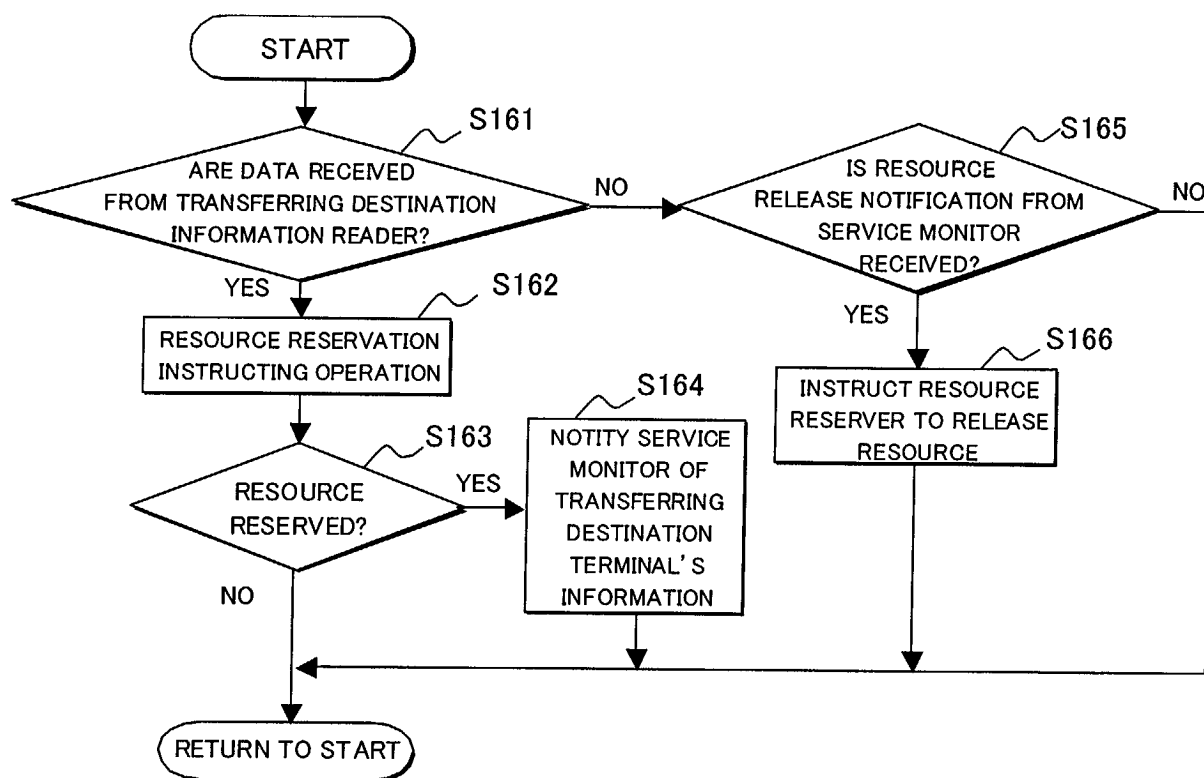 START
S161
ARE DATA RECEIVED
FROM TRANSFERRING DESTINATION
INFORMATION READER?
NO
YES
S165
IS RESOURCE
RELEASE NOTIFICATION FROM
SERVICE MONITOR
RECEIVED?
NO
YES
S162
RESOURCE RESERVATION
INSTRUCTING OPERATION
S163
RESOURCE
RESERVED?
YES
NO
S164
NOTITY SERVICE
MONITOR OF
TRANSFERRING
DESTINATION
TERMINAL'S
INFORMATION
S166
INSTRUCT RESOURCE
RESERVER TO RELEASE
RESOURCE
RETURN TO START